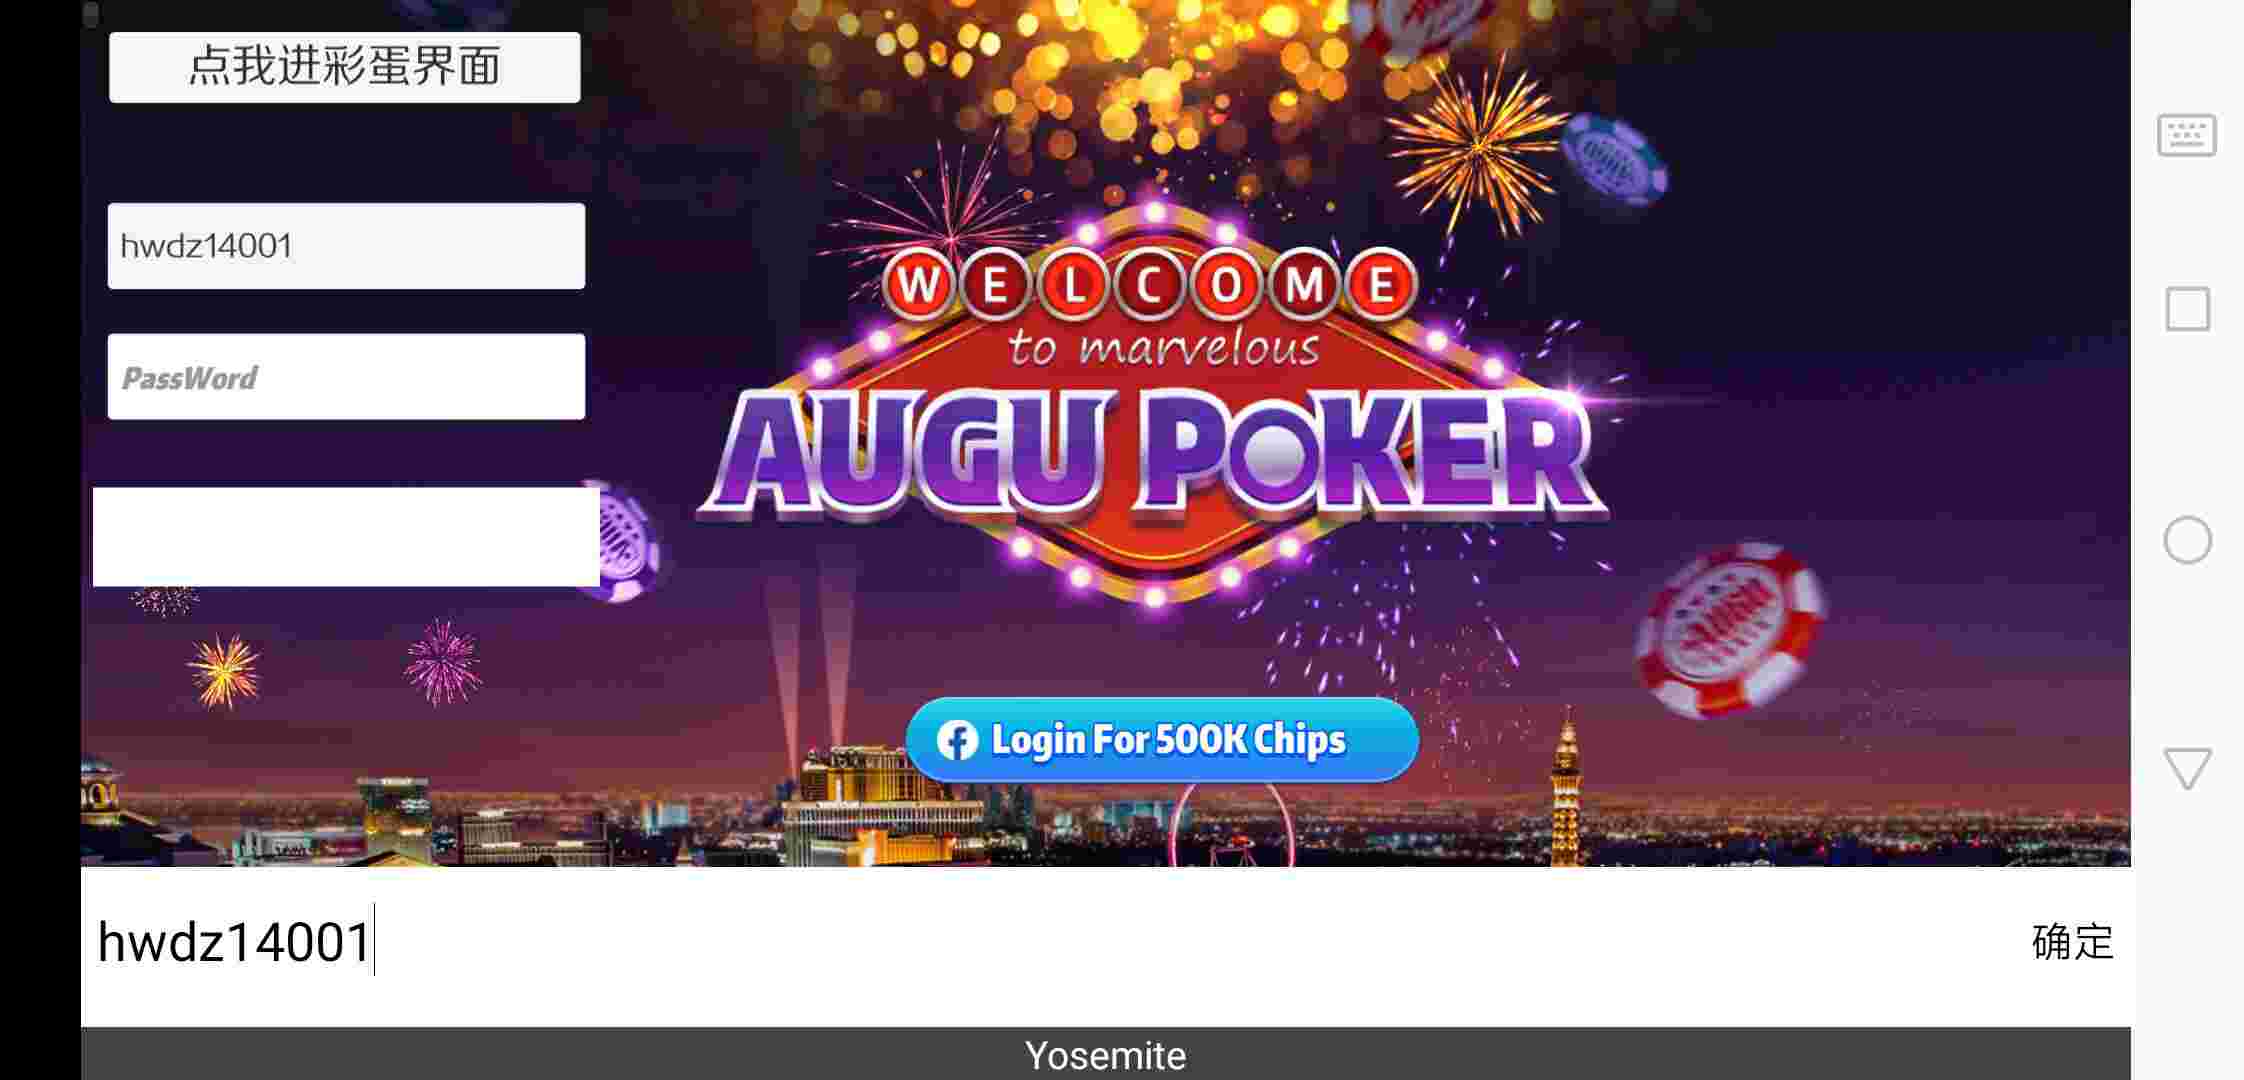 点我进彩蛋界面
hwdz14001
PassWord
WELCOME
to marvelous
AUGU POKER
Login For 500K Chips
hwdz14001
确定
Yosemite